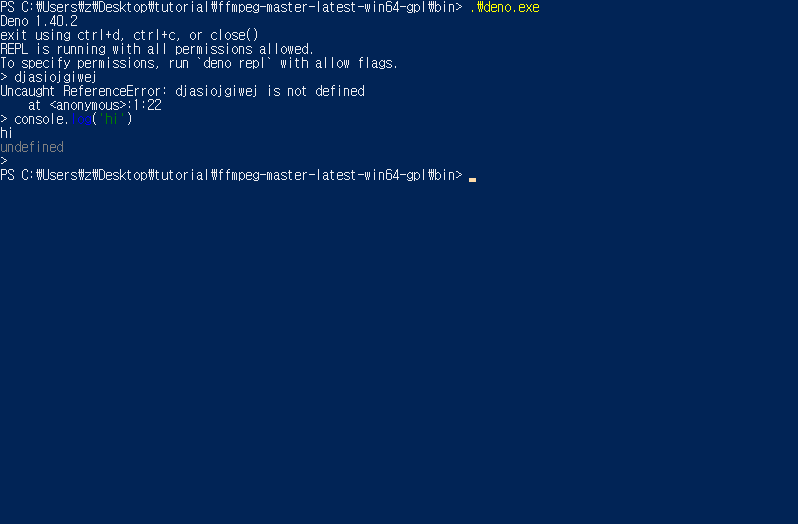 PS C:₩Users₩z₩Desktop₩tutorial₩ffmpeg-master-latest-win64-gpl₩bin> .₩deno.exe
Deno 1.40.2
exit using ctrl+d, ctrl+c, or close()
REPL is running with all permissions allowed.
To specify permissions, run `deno repl` with allow flags.
> djasiojgiwej
Uncaught ReferenceError: djasiojgiwej is not defined
    at <anonymous>:1:22
> console. ('hi')
hi
undefined
>
PS C:₩Users₩z₩Desktop₩tutorial₩ffmpeg-master-latest-win64-gpl₩bin>